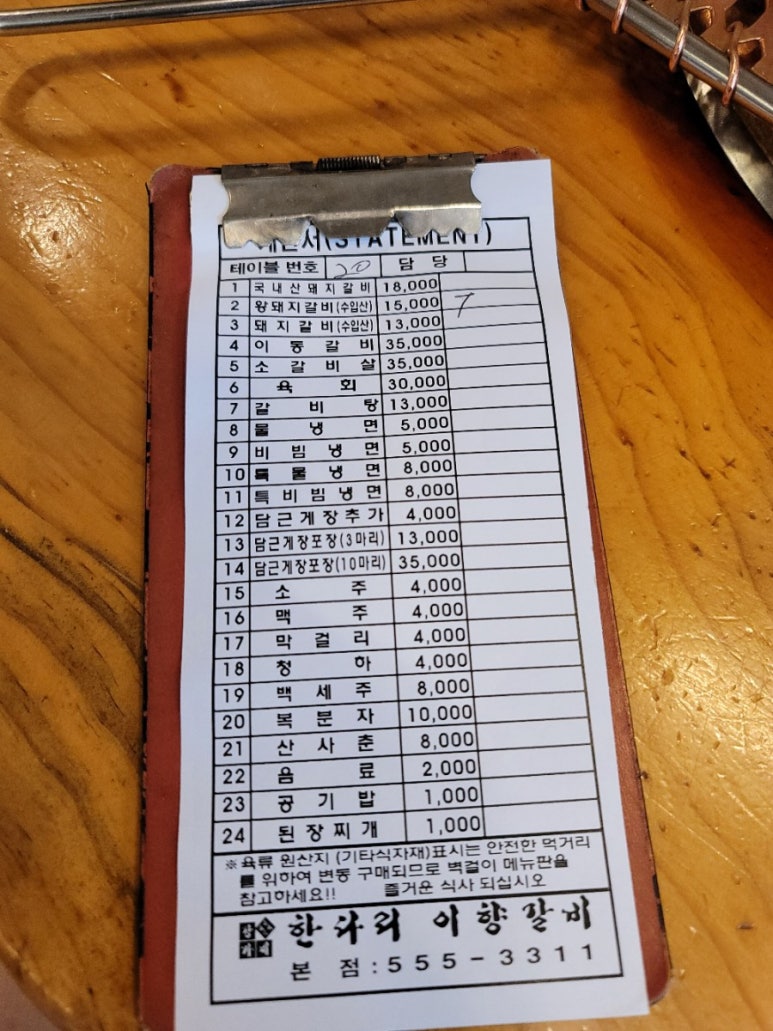 계산서(STATEMENT)
테이블 번호 20 담당
1 국내산돼지갈비 18,000
2 왕돼지갈비(수입산) 15,000 7
3 돼지갈비(수입산) 13,000
4 이동갈비 35,000
5 소갈비살 35,000
6 육회 30,000
7 갈비탕 13,000
8 물냉면 5,000
9 비빔냉면 5,000
10 특물냉면 8,000
11 특비빔냉면 8,000
12 담근게장추가 4,000
13 담근게장포장(3마리) 13,000
14 담근게장포장(10마리) 35,000
15 소주 4,000
16 맥주 4,000
17 막걸리 4,000
18 청하 4,000
19 백세주 8,000
20 복분자 10,000
21 산사춘 8,000
22 음료 2,000
23 공기밥 1,000
24 된장찌개 1,000
※육류 원산지 (기타식자재)표시는 안전한 먹거리
를 위하여 변동 구매되므로 벽걸이 메뉴판을
참고하세요!! 즐거운 식사 되십시오
한차리 이향갈비
본 점 : 555-3311